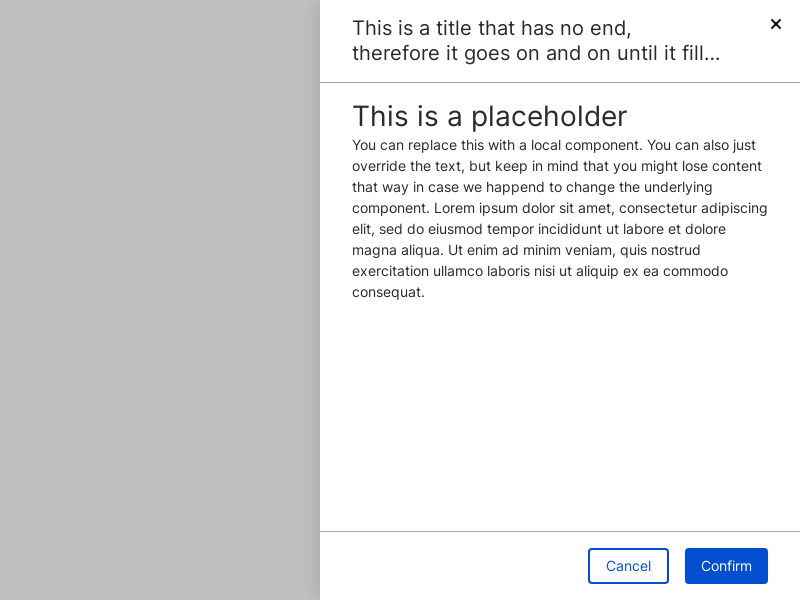 This is a title that has no end,
therefore it goes on and on until it fill...
This is a placeholder
You can replace this with a local component. You can also just
override the text, but keep in mind that you might lose content
that way in case we happend to change the underlying
component. Lorem ipsum dolor sit amet, consectetur adipiscing
elit, sed do eiusmod tempor incididunt ut labore et dolore
magna aliqua. Ut enim ad minim veniam, quis nostrud
exercitation ullamco laboris nisi ut aliquip ex ea commodo
consequat.
Cancel
Confirm